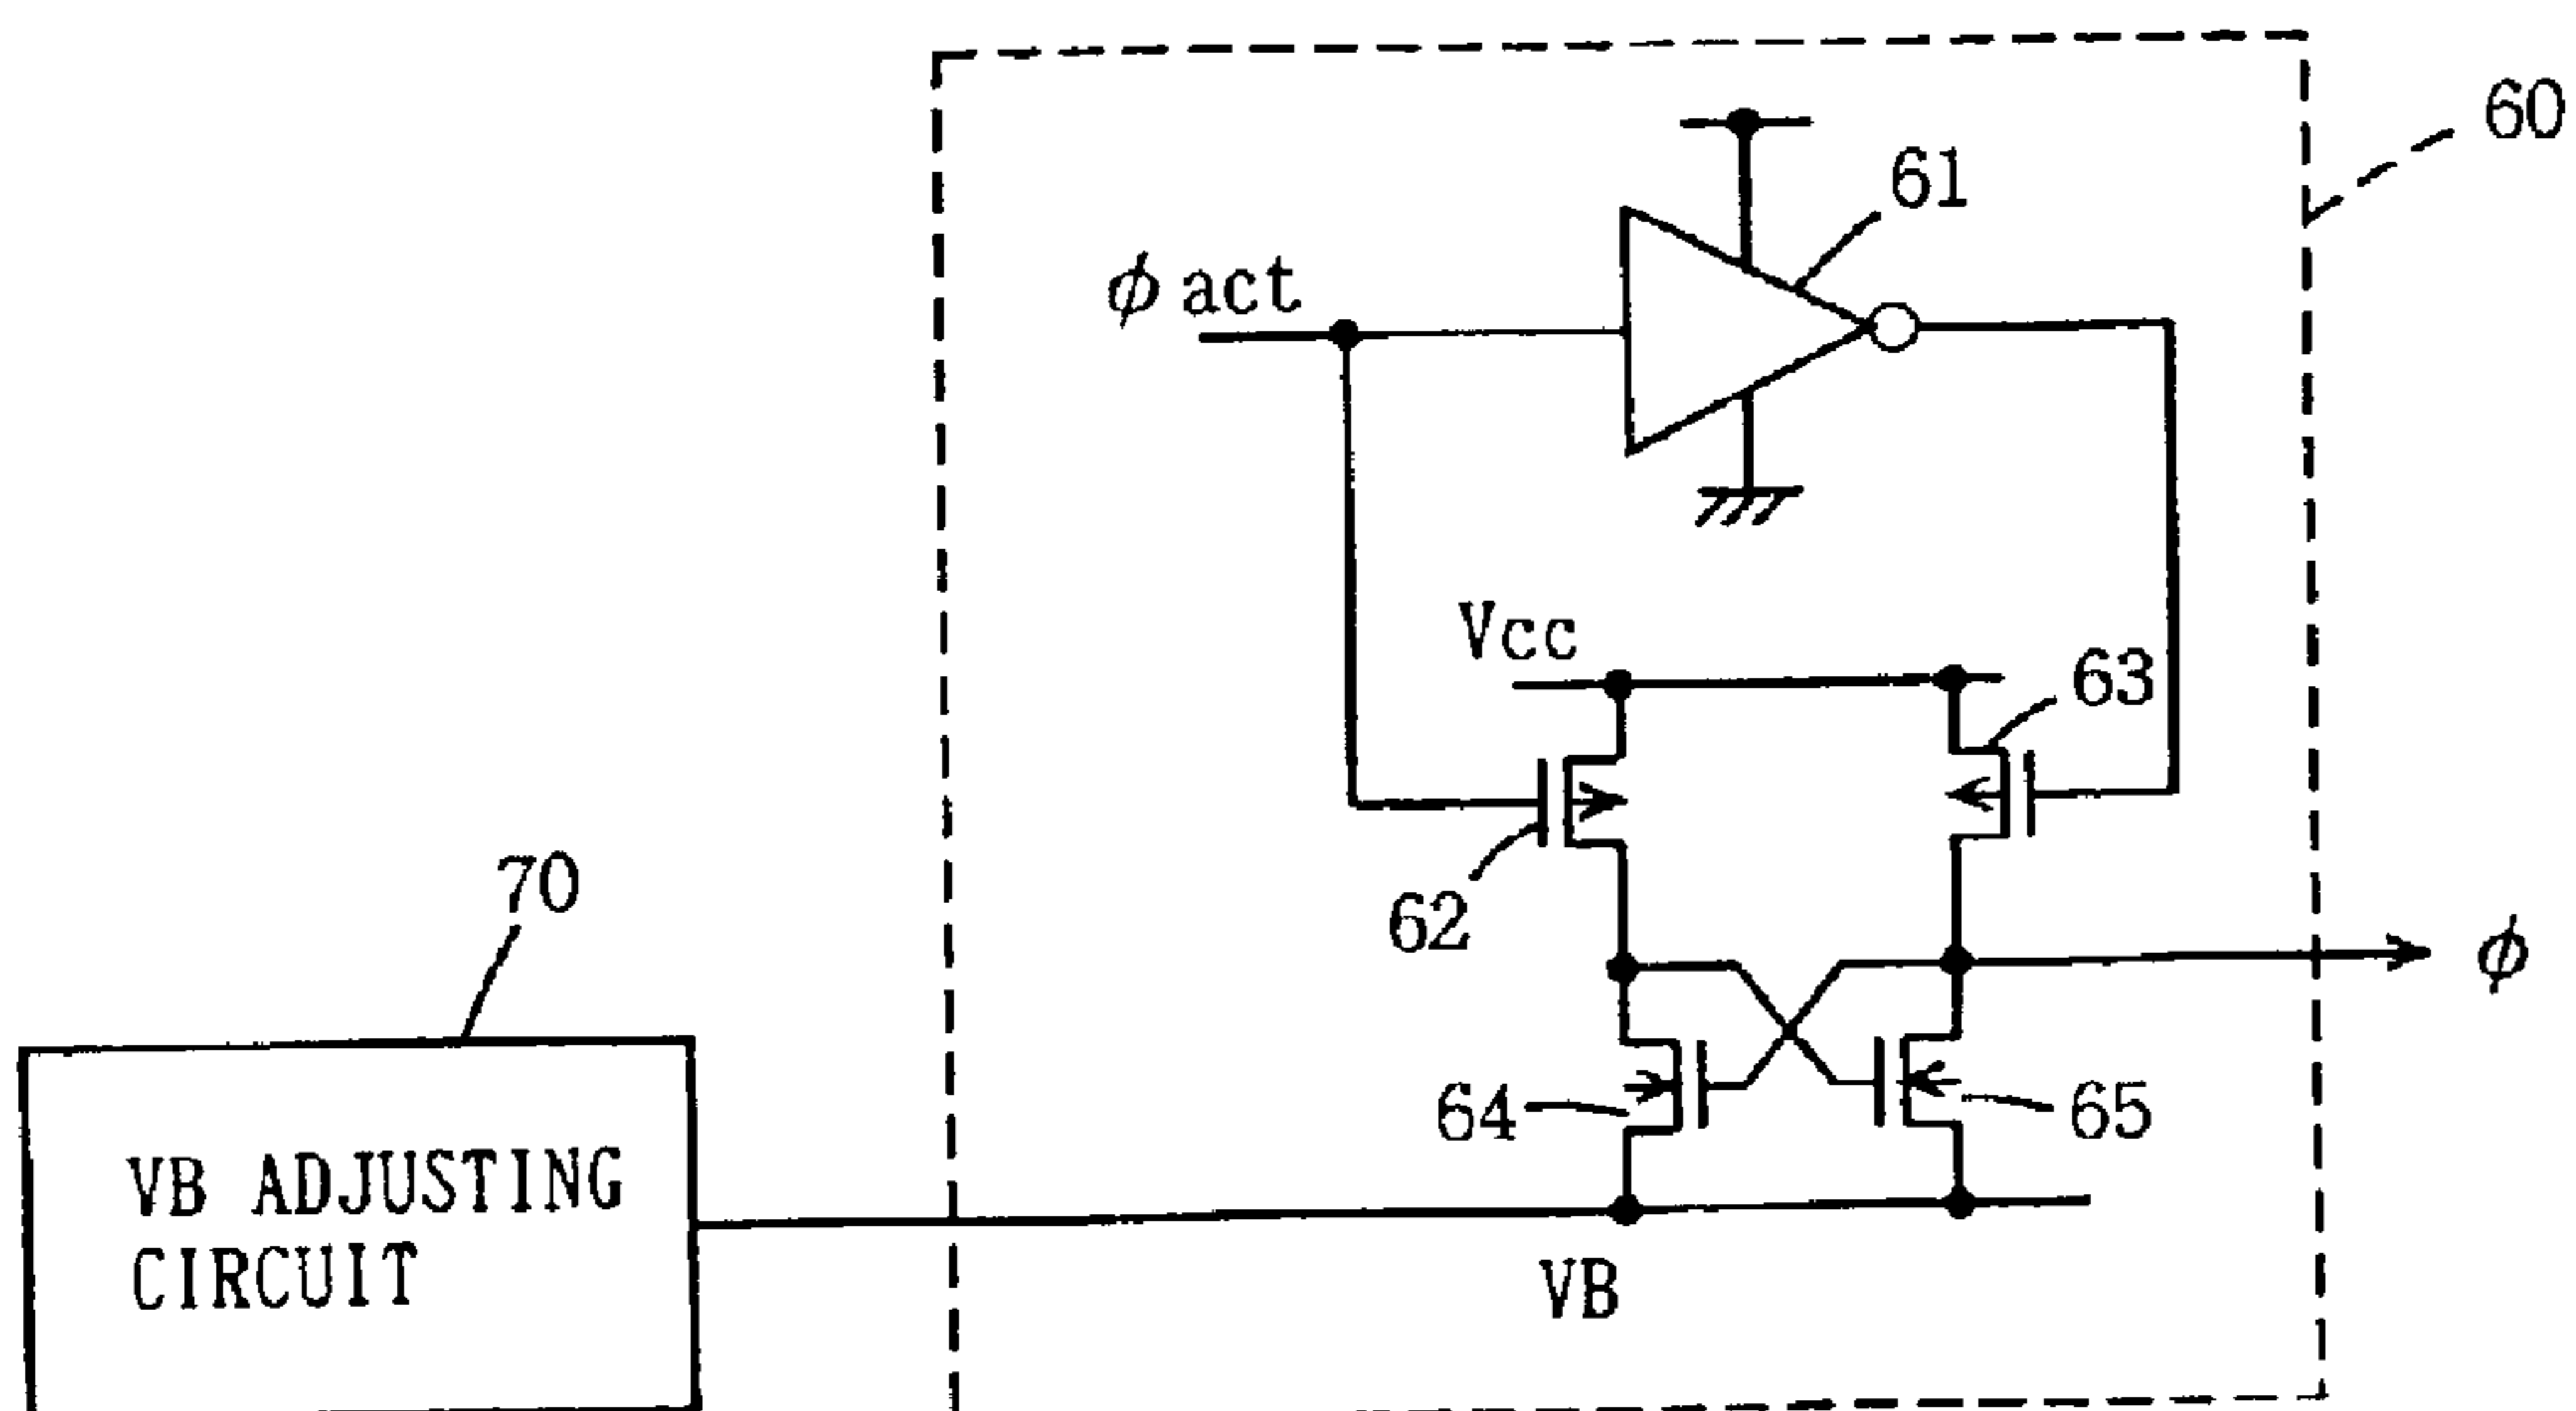 60
61
φ act
Vcc
63
62
70
φ
64
65
VB ADJUSTING
CIRCUIT
VB